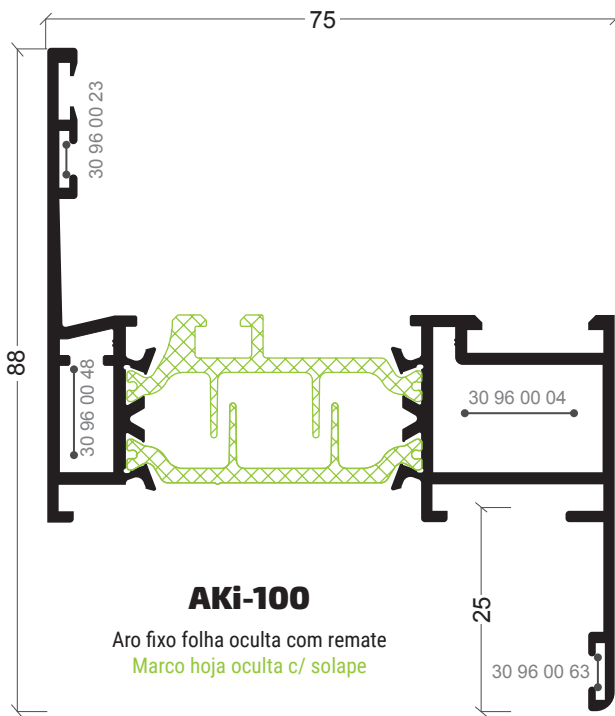 75
30 96 00 23
88
30 96 00 48
30 96 00 04
AKi-100
Aro fixo folha oculta com remate
Marco hoja oculta c/ solape
25
30 96 00 63